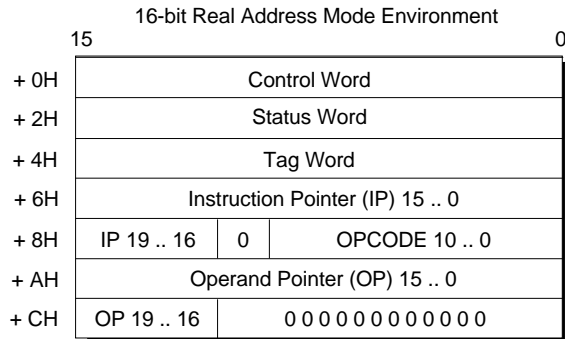 16-bit Real Address Mode Environment
15 0
+ 0H Control Word
+ 2H Status Word
+ 4H Tag Word
+ 6H Instruction Pointer (IP) 15 .. 0
+ 8H IP 19 .. 16 0 OPCODE 10 .. 0
+ AH Operand Pointer (OP) 15 .. 0
+ CH OP 19 .. 16 0 0 0 0 0 0 0 0 0 0 0 0